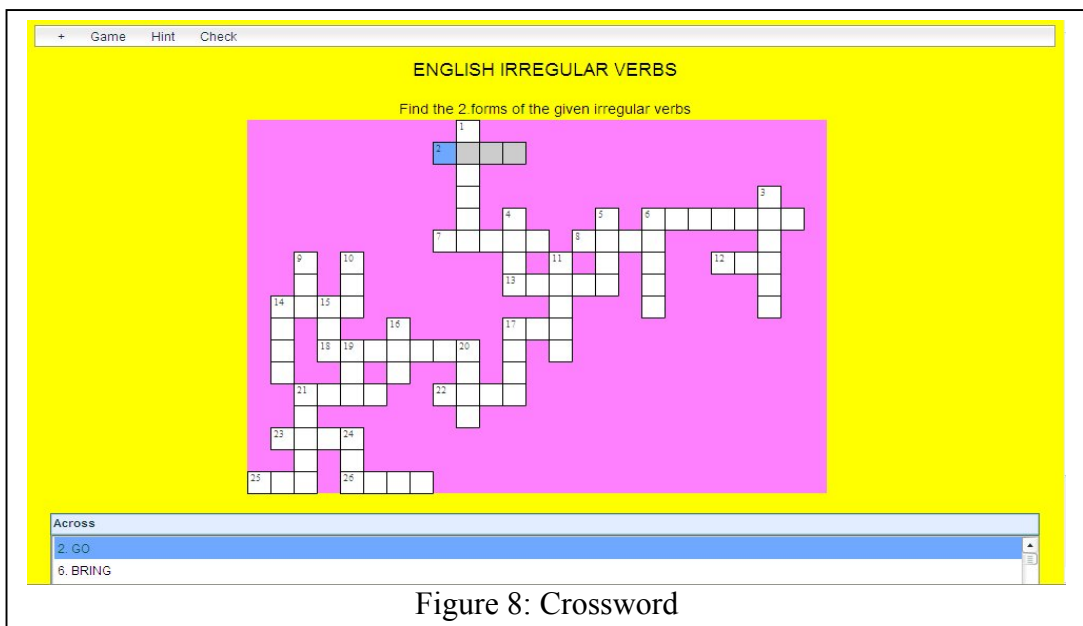 + Game Hint Check
ENGLISH IRREGULAR VERBS
Find the 2 forms of the given irregular verbs
1
2
3
4 5 6
7 8
9 10 11 12
13
14 15
16 17
18 19 20
21 22
23 24
25 26
Across
2. GO
6. BRING
Figure 8: Crossword